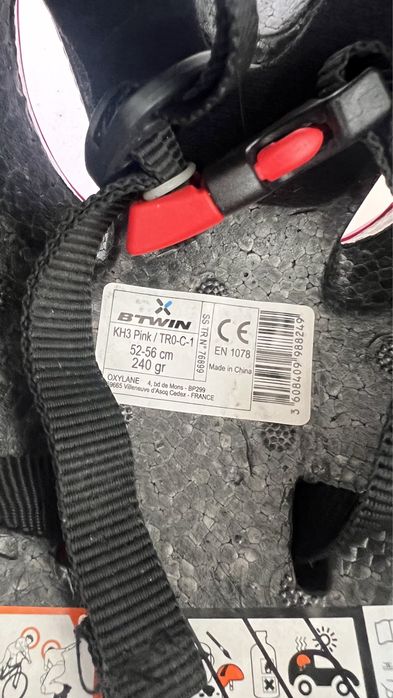 B'TWIN
KH3 Pink / TR0-C-1
52-56 cm
240 gr
SS TR N° 76899
CE
EN 1078
Made in China
3 608409 988249
OXYLANE 4, bd de Mons - BP299
59665 Villeneuve d'Ascq Cedex - FRANCE